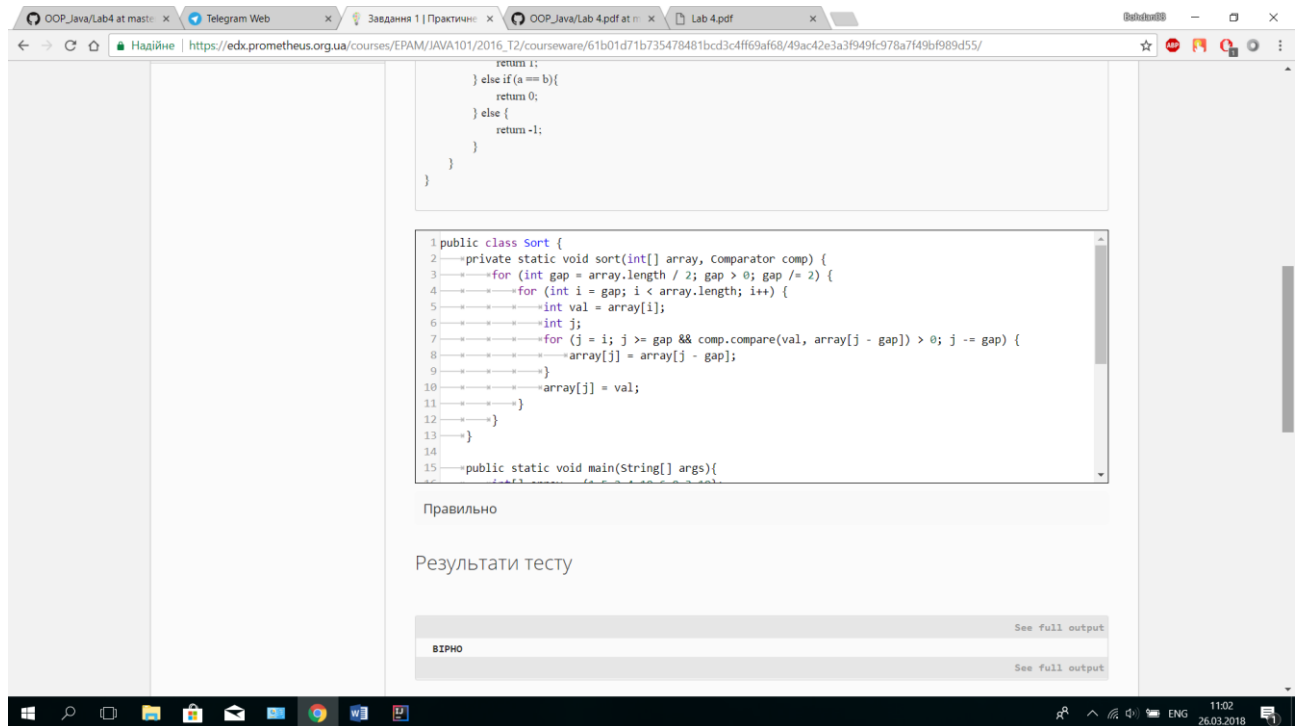 OOP_Java/Lab4 at maste
Telegram Web
Завдання 1 | Практичне
OOP_Java/Lab 4.pdf at m
Lab 4.pdf
Надійне | https://edx.prometheus.org.ua/courses/EPAM/JAVA101/2016_T2/courseware/61b01d71b735478481bcd3c4ff69af68/49ac42e3a3f949fc978a7f49bf989d55/
return 1;
} else if (a == b){
return 0;
} else {
return -1;
}
}
}
1 public class Sort {
2 private static void sort(int[] array, Comparator comp) {
3 for (int gap = array.length / 2; gap > 0; gap /= 2) {
4 for (int i = gap; i < array.length; i++) {
5 int val = array[i];
6 int j;
7 for (j = i; j >= gap && comp.compare(val, array[j - gap]) > 0; j -= gap) {
8 array[j] = array[j - gap];
9 }
10 array[j] = val;
11 }
12 }
13 }
14
15 public static void main(String[] args){
Правильно
Результати тесту
See full output
ВІРНО
See full output
ENG
11:02
26.03.2018